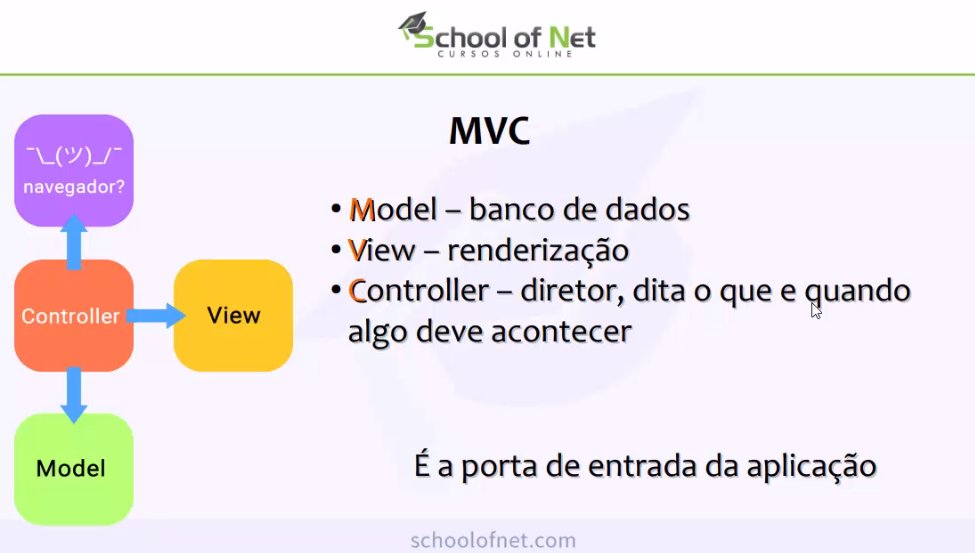 School of Net
CURSOS ONLINE
MVC
¯\_(ツ)_/¯
navegador?
Controller
View
Model
• Model – banco de dados
• View – renderização
• Controller – diretor, dita o que e quando
algo deve acontecer
É a porta de entrada da aplicação
schoolofnet.com